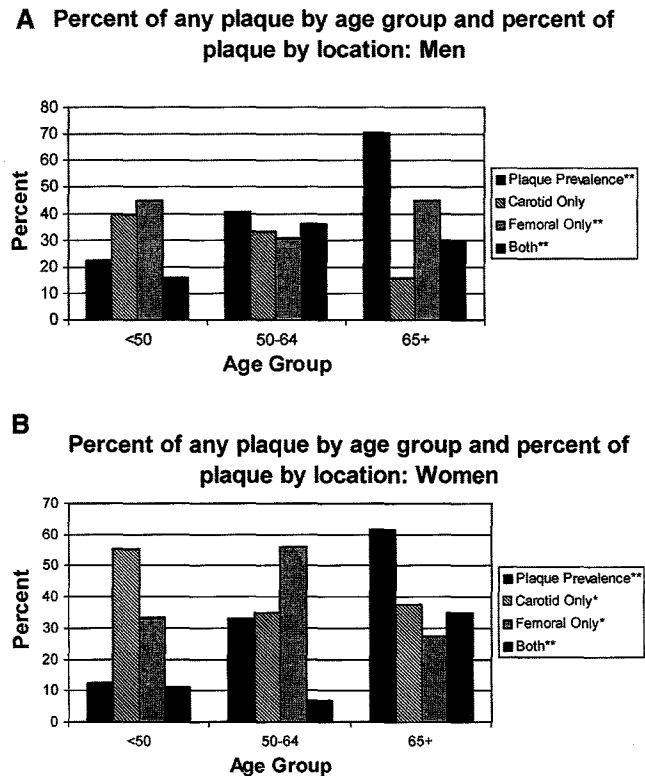 A Percent of any plaque by age group and percent of
plaque by location: Men
80
70
60
50
40
30
20
10
0
Percent
<50 50-64 65+
Age Group
Plaque Prevalence**
Carotid Only
Femoral Only**
Both**
B
Percent of any plaque by age group and percent of
plaque by location: Women
70
60
50
40
30
20
10
0
Percent
<50 50-64 65+
Age Group
Plaque Prevalence**
Carotid Only*
Femoral Only*
Both**